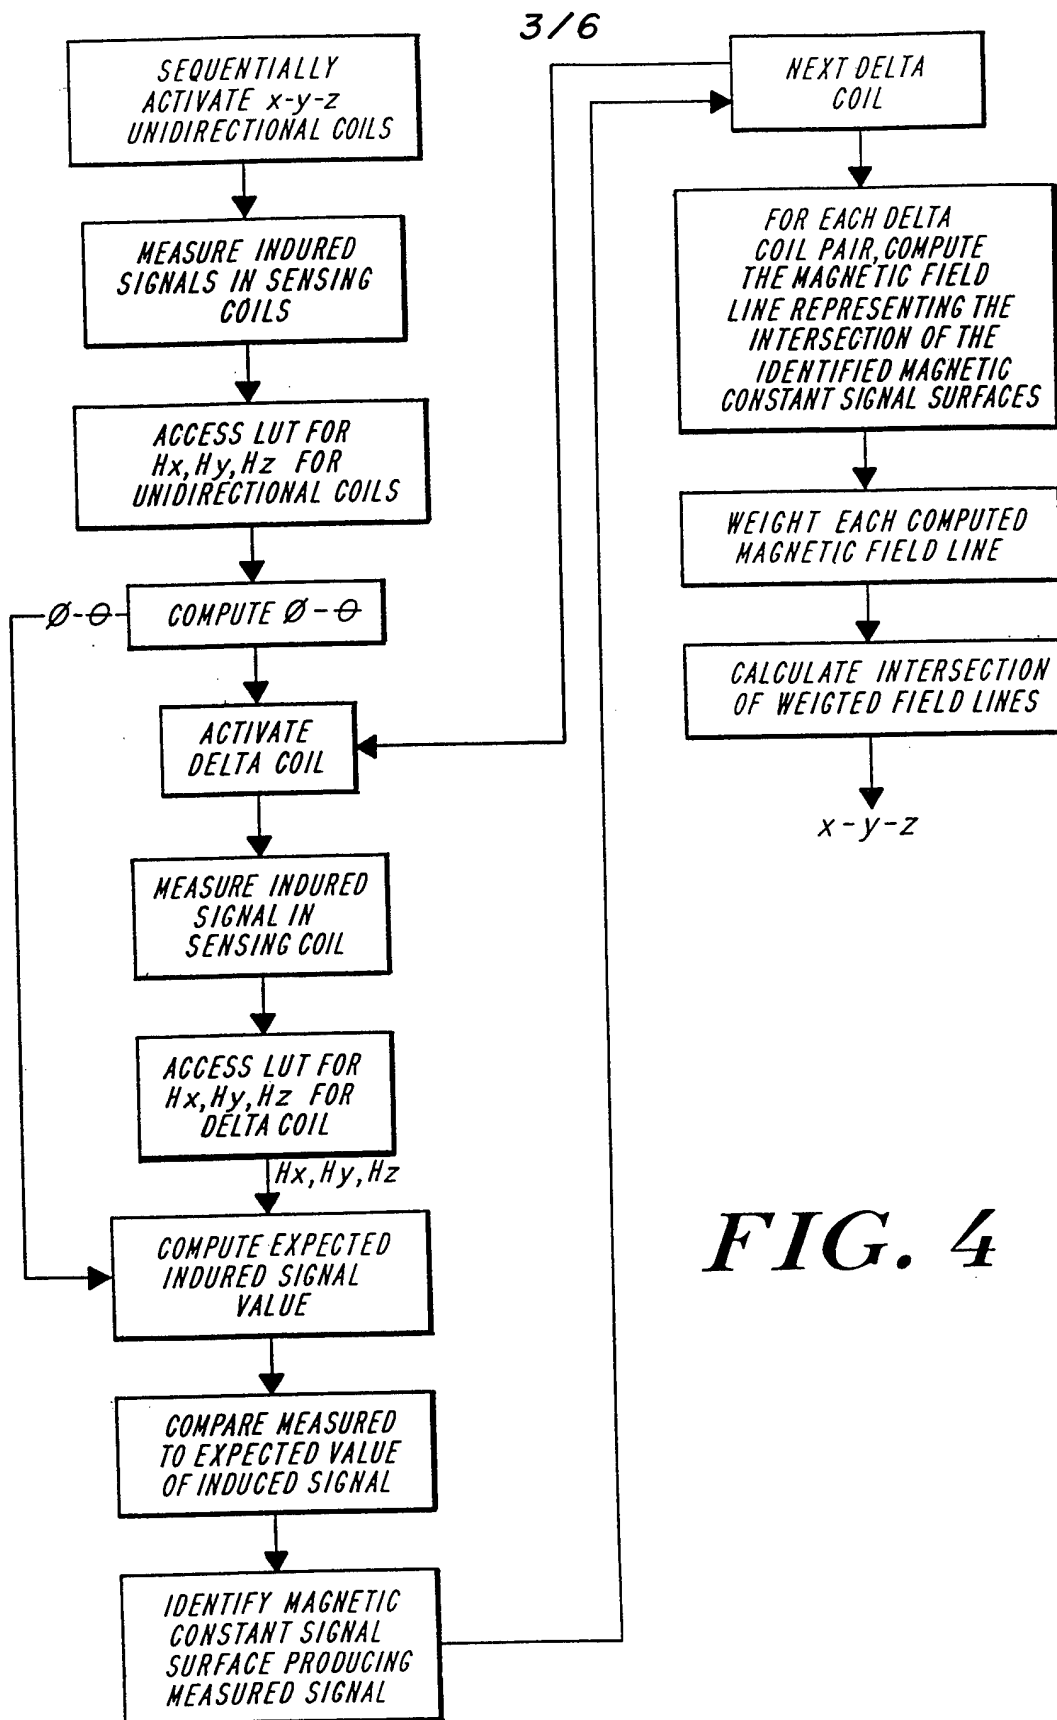 3/6
SEQUENTIALLY
ACTIVATE x-y-z
UNIDIRECTIONAL COILS
MEASURE INDURED
SIGNALS IN SENSING
COILS
ACCESS LUT FOR
Hx, Hy, Hz FOR
UNIDIRECTIONAL COILS
Ø-Θ
COMPUTE Ø-Θ
ACTIVATE
DELTA COIL
MEASURE INDURED
SIGNAL IN
SENSING COIL
ACCESS LUT FOR
Hx, Hy, Hz FOR
DELTA COIL
Hx, Hy, Hz
COMPUTE EXPECTED
INDURED SIGNAL
VALUE
COMPARE MEASURED
TO EXPECTED VALUE
OF INDUCED SIGNAL
IDENTIFY MAGNETIC
CONSTANT SIGNAL
SURFACE PRODUCING
MEASURED SIGNAL
NEXT DELTA
COIL
FOR EACH DELTA
COIL PAIR, COMPUTE
THE MAGNETIC FIELD
LINE REPRESENTING THE
INTERSECTION OF THE
IDENTIFIED MAGNETIC
CONSTANT SIGNAL SURFACES
WEIGHT EACH COMPUTED
MAGNETIC FIELD LINE
CALCULATE INTERSECTION
OF WEIGTED FIELD LINES
x-y-z
FIG. 4